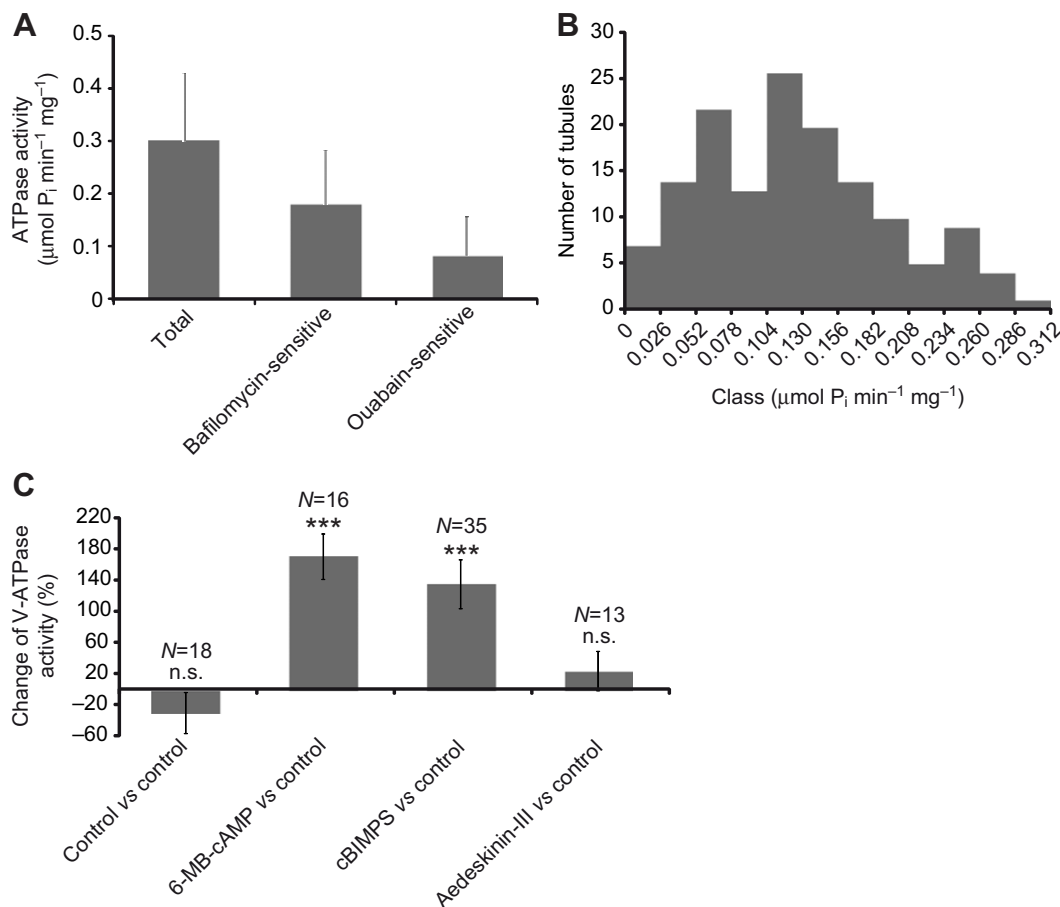 A
ATPase activity
(μmol Pi min–1 mg–1)
0.5
0.4
0.3
0.2
0.1
0
Total
Bafilomycin-sensitive
Ouabain-sensitive
B
Number of tubules
30
25
20
15
10
5
0
0
0.026
0.052
0.078
0.104
0.130
0.156
0.182
0.208
0.234
0.260
0.286
0.312
Class (μmol Pi min–1 mg–1)
C
Change of V-ATPase
activity (%)
220
180
140
100
60
20
–20
–60
N=18
n.s.
N=16
***
N=35
***
N=13
n.s.
Control vs control
6-MB-cAMP vs control
cBIMPS vs control
Aedeskinin-III vs control